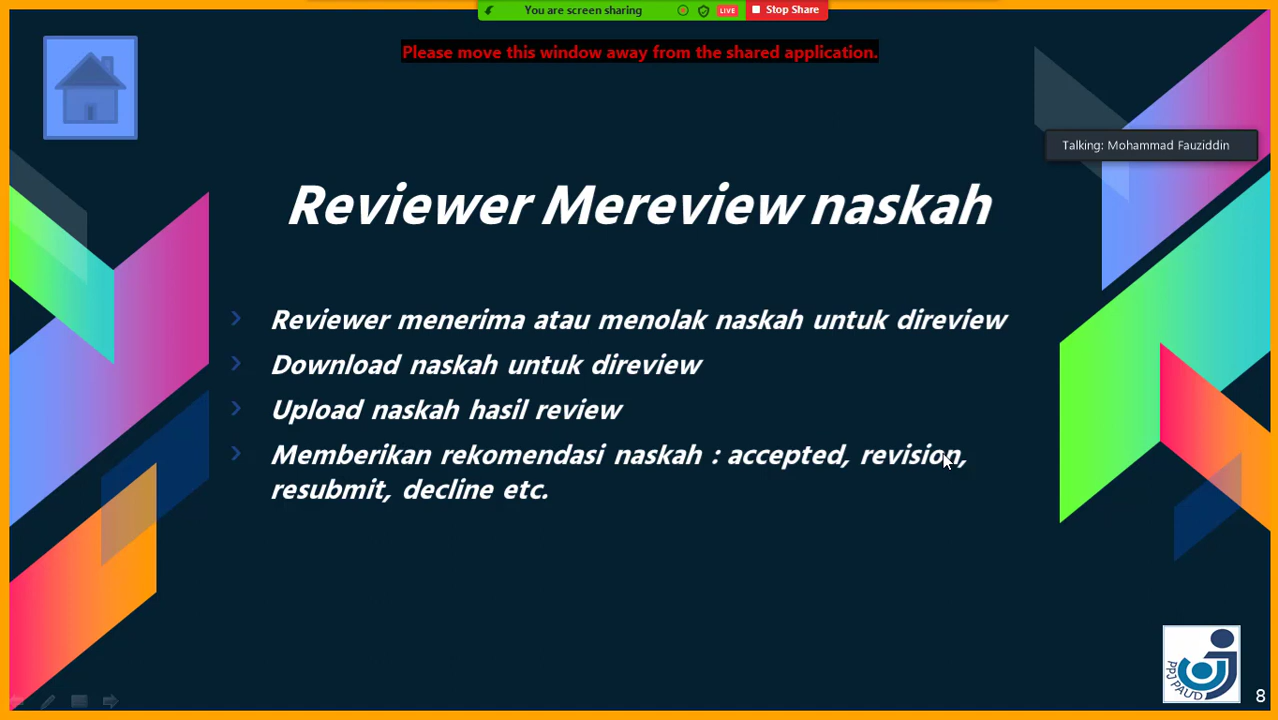 You are screen sharing LIVE Stop Share
Please move this window away from the shared application.
Talking: Mohammad Fauziddin
Reviewer Mereview naskah
Reviewer menerima atau menolak naskah untuk direview
Download naskah untuk direview
Upload naskah hasil review
Memberikan rekomendasi naskah : accepted, revision,
resubmit, decline etc.
PPJ PAUD
8